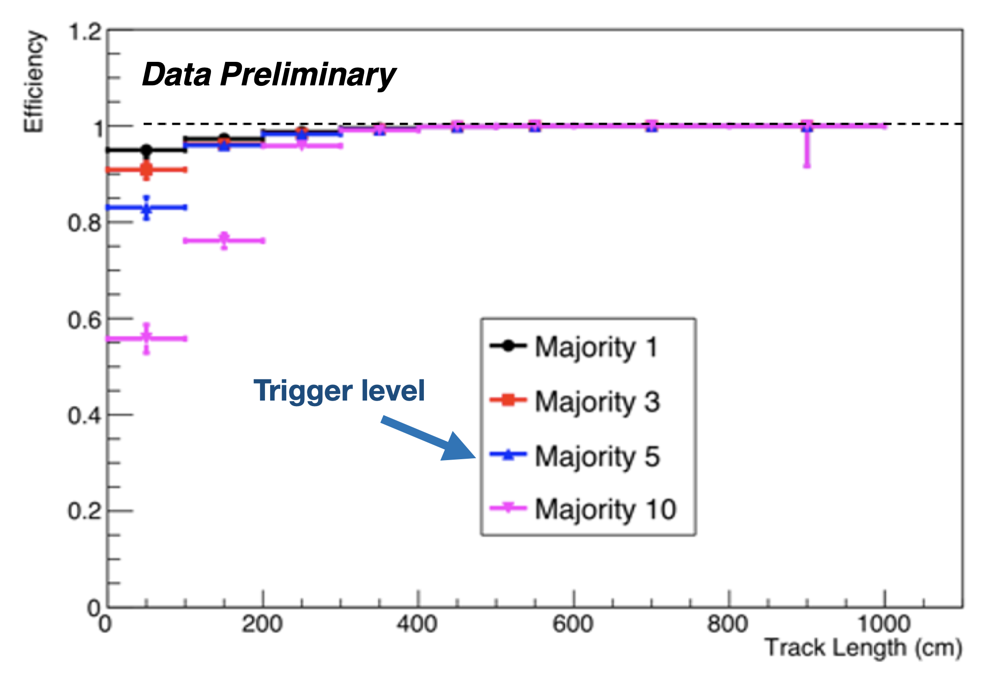 Efficiency
1.2
Data Preliminary
1
0.8
0.6
0.4
0.2
0
Trigger level
Majority 1
Majority 3
Majority 5
Majority 10
0 200 400 600 800 1000
Track Length (cm)